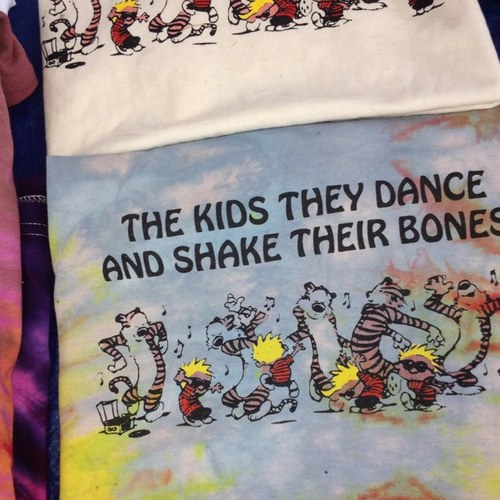 THE KIDS THEY DANCE
AND SHAKE THEIR BONES